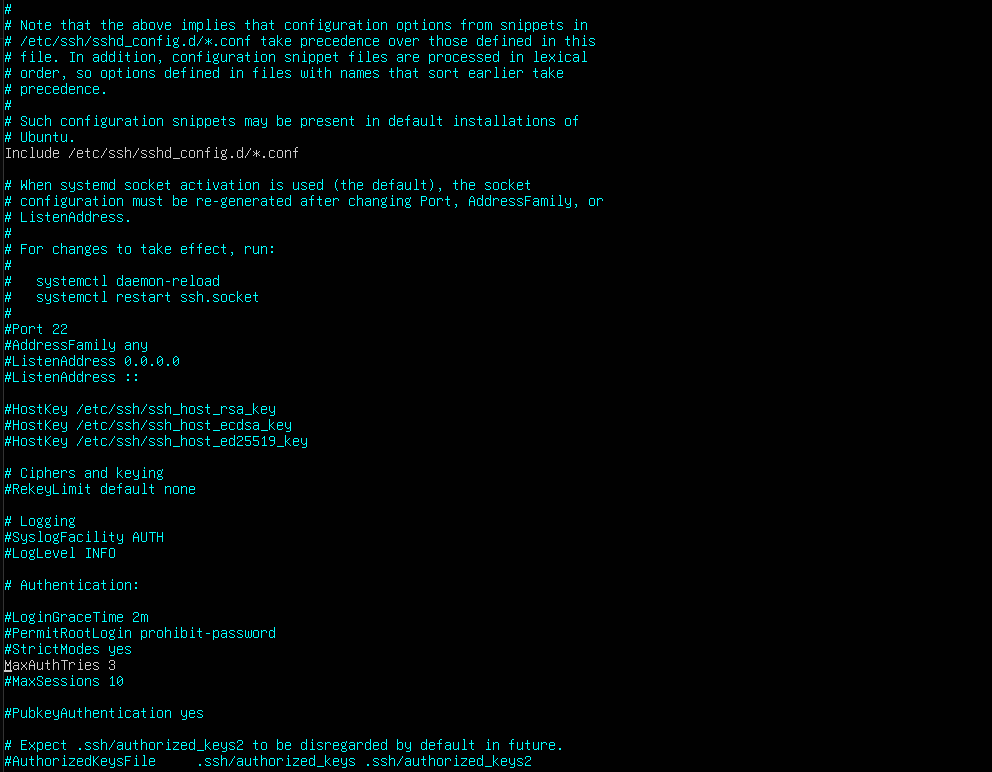 #
# Note that the above implies that configuration options from snippets in
# /etc/ssh/sshd_config.d/*.conf take precedence over those defined in this
# file. In addition, configuration snippet files are processed in lexical
# order, so options defined in files with names that sort earlier take
# precedence.
#
# Such configuration snippets may be present in default installations of
# Ubuntu.
Include /etc/ssh/sshd_config.d/*.conf

# When systemd socket activation is used (the default), the socket
# configuration must be re-generated after changing Port, AddressFamily, or
# ListenAddress.
#
# For changes to take effect, run:
#
#   systemctl daemon-reload
#   systemctl restart ssh.socket
#
#Port 22
#AddressFamily any
#ListenAddress 0.0.0.0
#ListenAddress ::

#HostKey /etc/ssh/ssh_host_rsa_key
#HostKey /etc/ssh/ssh_host_ecdsa_key
#HostKey /etc/ssh/ssh_host_ed25519_key

# Ciphers and keying
#RekeyLimit default none

# Logging
#SyslogFacility AUTH
#LogLevel INFO

# Authentication:

#LoginGraceTime 2m
#PermitRootLogin prohibit-password
#StrictModes yes
MaxAuthTries 3
#MaxSessions 10

#PubkeyAuthentication yes

# Expect .ssh/authorized_keys2 to be disregarded by default in future.
#AuthorizedKeysFile     .ssh/authorized_keys .ssh/authorized_keys2